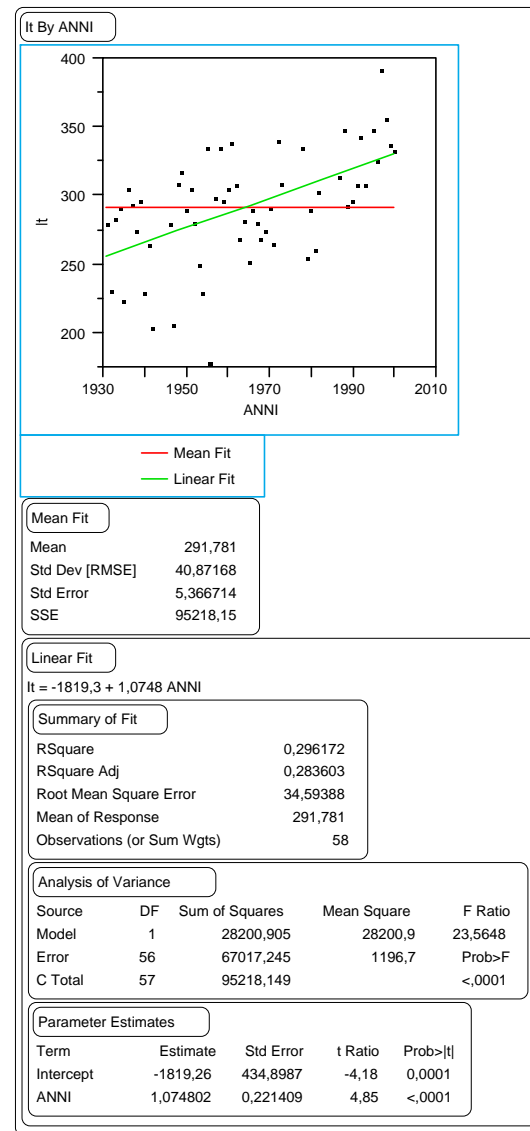 It By ANNI
400
350
300
250
200
It
1930
1950
1970
1990
2010
ANNI
Mean Fit
Linear Fit
Mean Fit
Mean 291,781
Std Dev [RMSE] 40,87168
Std Error 5,366714
SSE 95218,15
Linear Fit
It = -1819,3 + 1,0748 ANNI
Summary of Fit
RSquare 0,296172
RSquare Adj 0,283603
Root Mean Square Error 34,59388
Mean of Response 291,781
Observations (or Sum Wgts) 58
Analysis of Variance
Source DF Sum of Squares Mean Square F Ratio
Model 1 28200,905 28200,9 23,5648
Error 56 67017,245 1196,7 Prob>F
C Total 57 95218,149 <,0001
Parameter Estimates
Term Estimate Std Error t Ratio Prob>|t|
Intercept -1819,26 434,8987 -4,18 0,0001
ANNI 1,074802 0,221409 4,85 <,0001